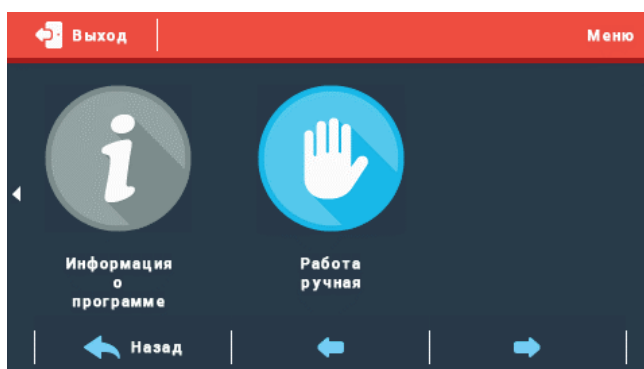 Выход
Меню
Информация
о
программе
Работа
ручная
Назад